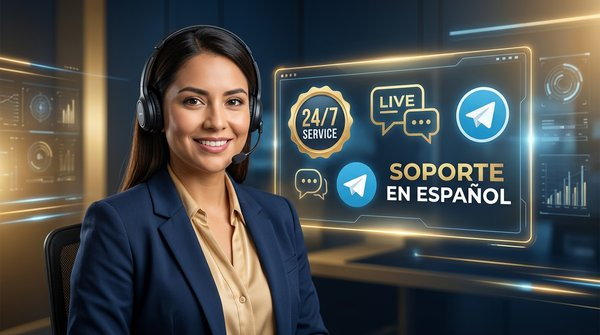 24/7
SERVICE
LIVE
SOPORTE
EN ESPAÑOL